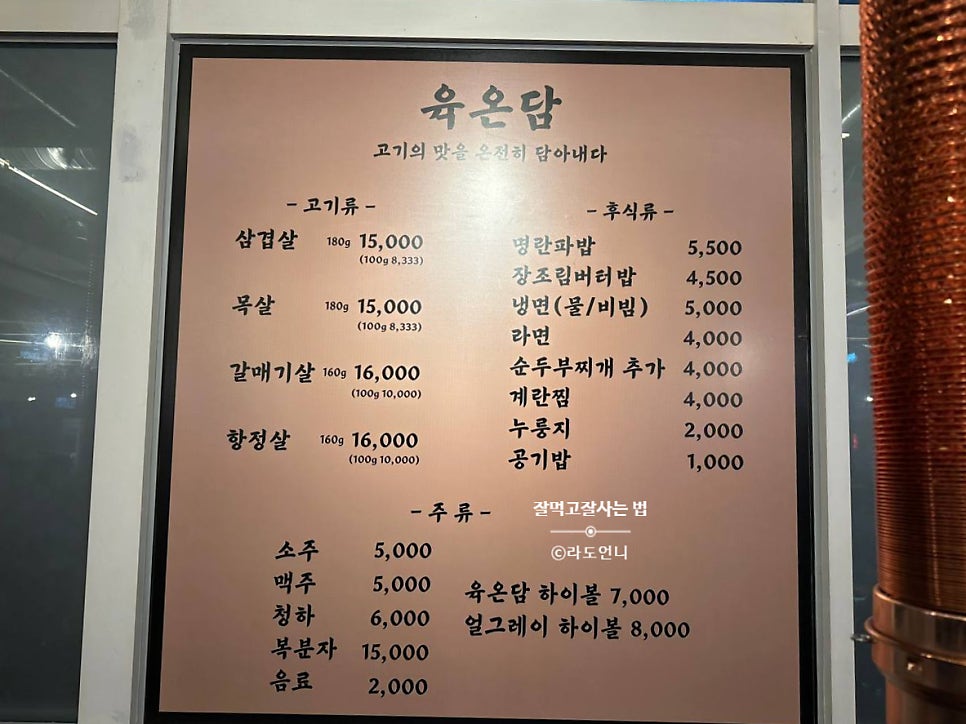 육온담
고기의 맛을 온전히 담아내다
- 고기류 -
삼겹살 180g 15,000
(100g 8,333)
목살 180g 15,000
(100g 8,333)
갈매기살 160g 16,000
(100g 10,000)
항정살 160g 16,000
(100g 10,000)
- 후식류 -
명란파밥 5,500
장조림버터밥 4,500
냉면(물/비빔) 5,000
라면 4,000
순두부찌개 추가 4,000
계란찜 4,000
누룽지 2,000
공기밥 1,000
- 주류 -
소주 5,000
맥주 5,000
청하 6,000
복분자 15,000
음료 2,000
육온담 하이볼 7,000
얼그레이 하이볼 8,000
잘먹고잘사는 법
©라도언니